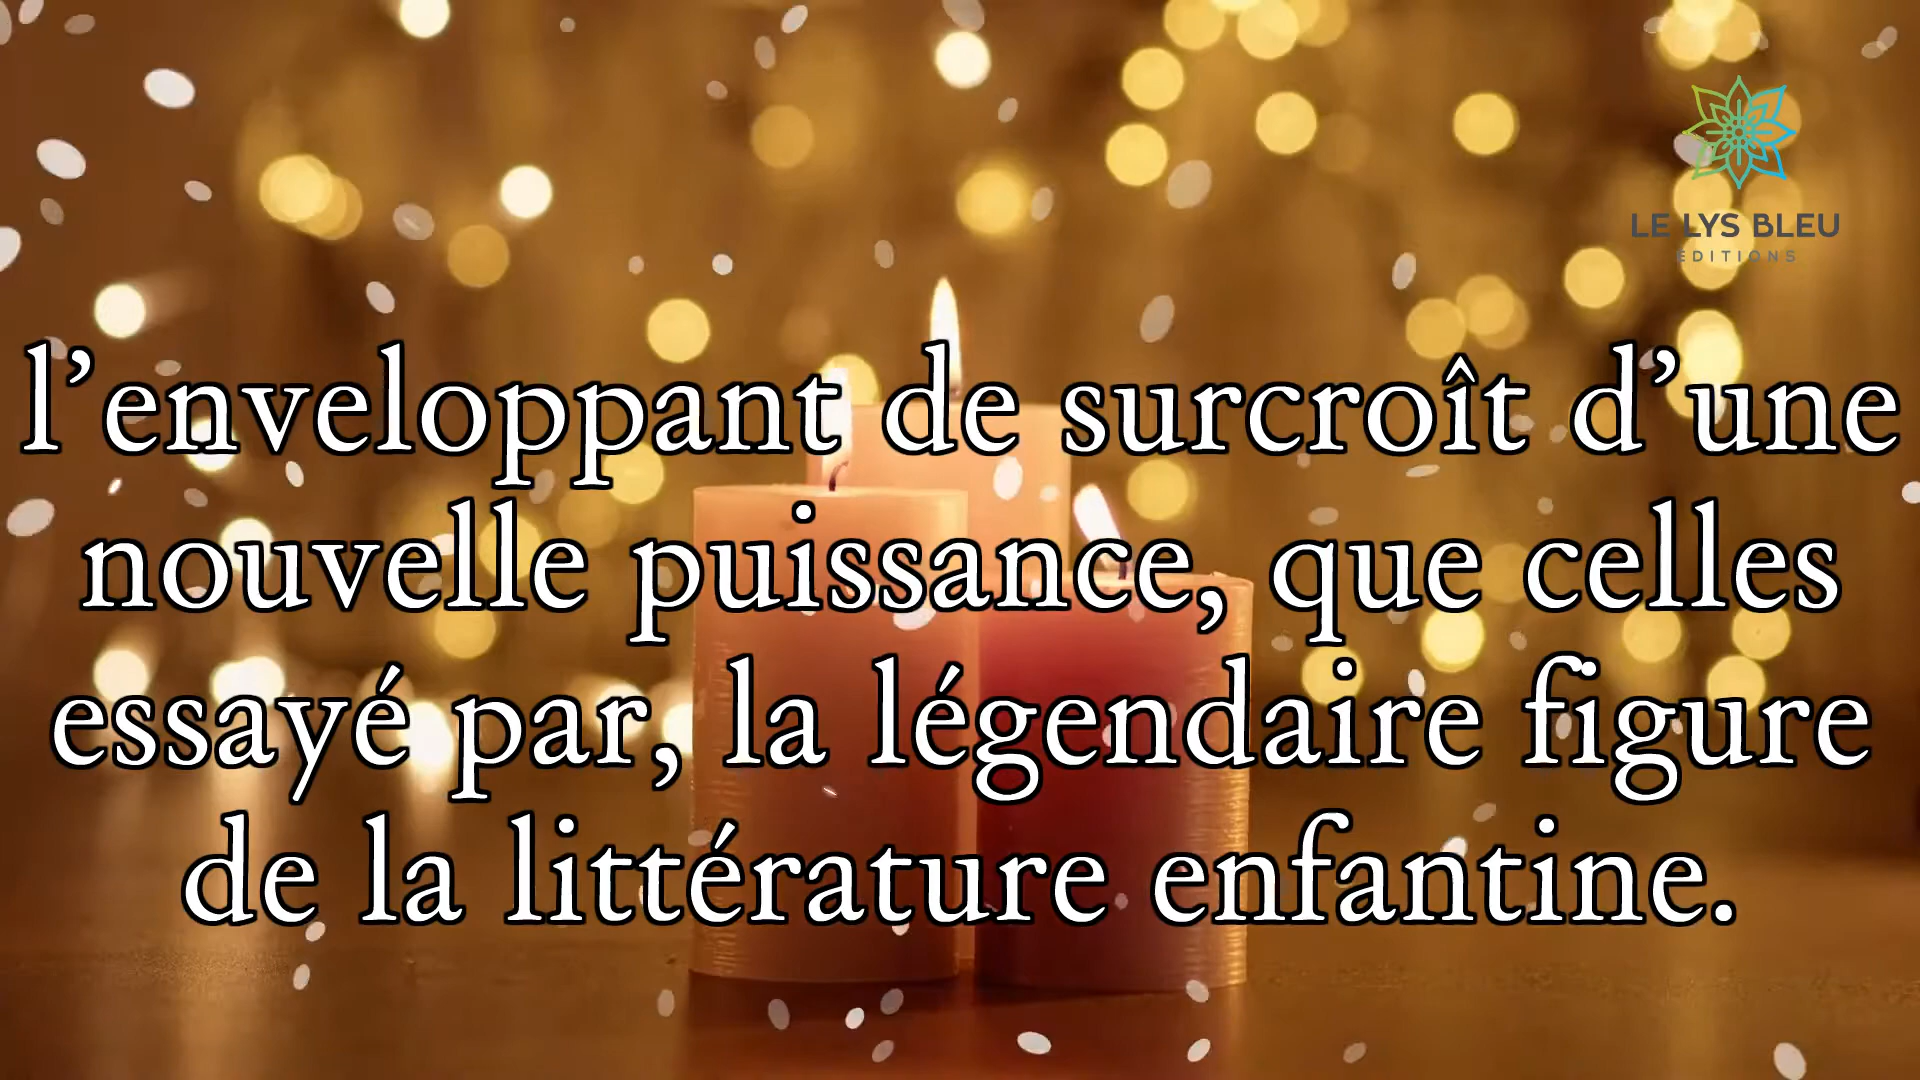 LE LYS BLEU
ÉDITIONS
l’enveloppant de surcroît d’une
nouvelle puissance, que celles
essayé par, la légendaire figure
de la littérature enfantine.